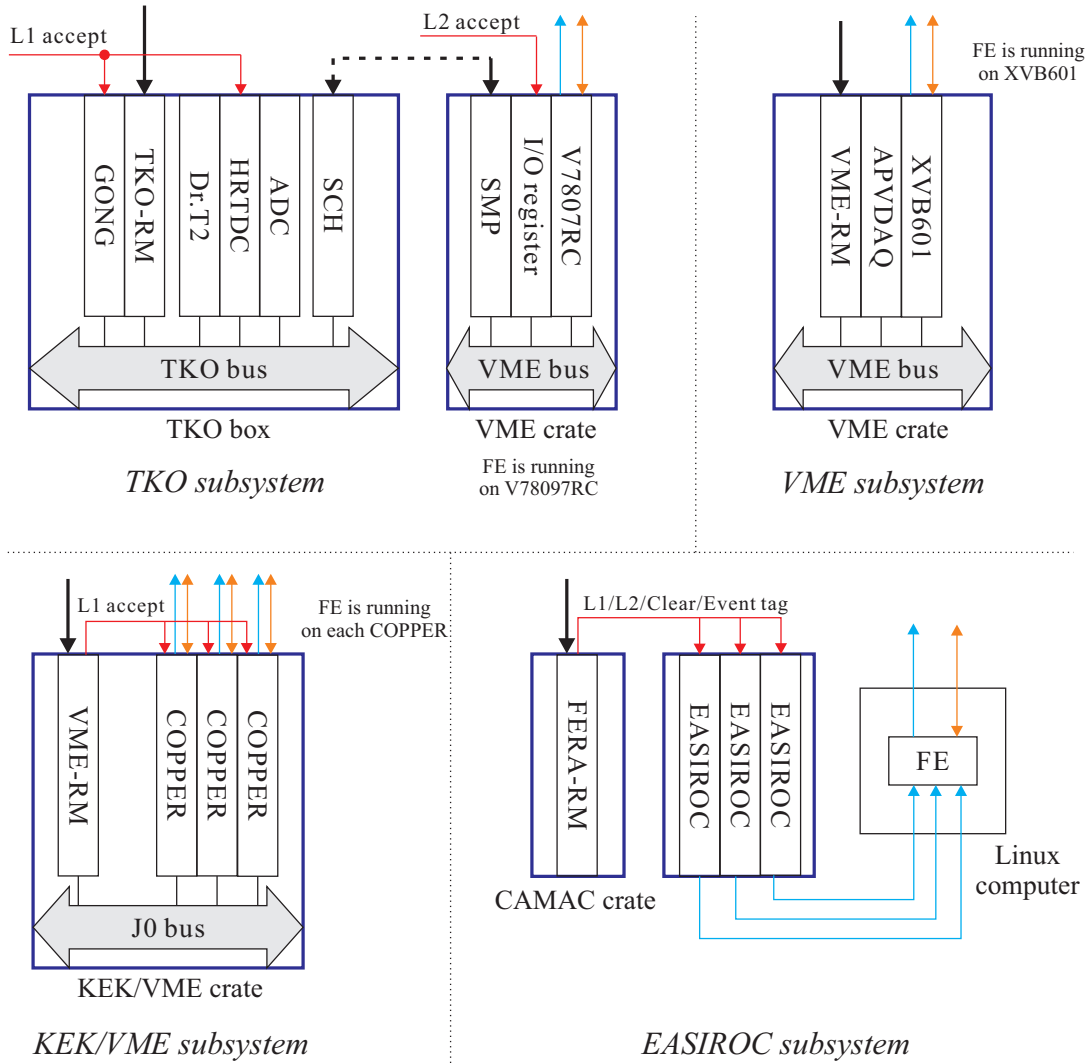 L1 accept
GONG
TKO-RM
Dr.T2
HRTDC
ADC
SCH
TKO bus
TKO box
TKO subsystem
L2 accept
SMP
I/O register
V7807RC
VME bus
VME crate
FE is running
on V78097RC
FE is running
on XVB601
VME-RM
APVDAQ
XVB601
VME bus
VME crate
VME subsystem
L1 accept
FE is running
on each COPPER
VME-RM
COPPER
COPPER
COPPER
J0 bus
KEK/VME crate
KEK/VME subsystem
L1/L2/Clear/Event tag
FERA-RM
CAMAC crate
EASIROC
EASIROC
EASIROC
FE
Linux
computer
EASIROC subsystem